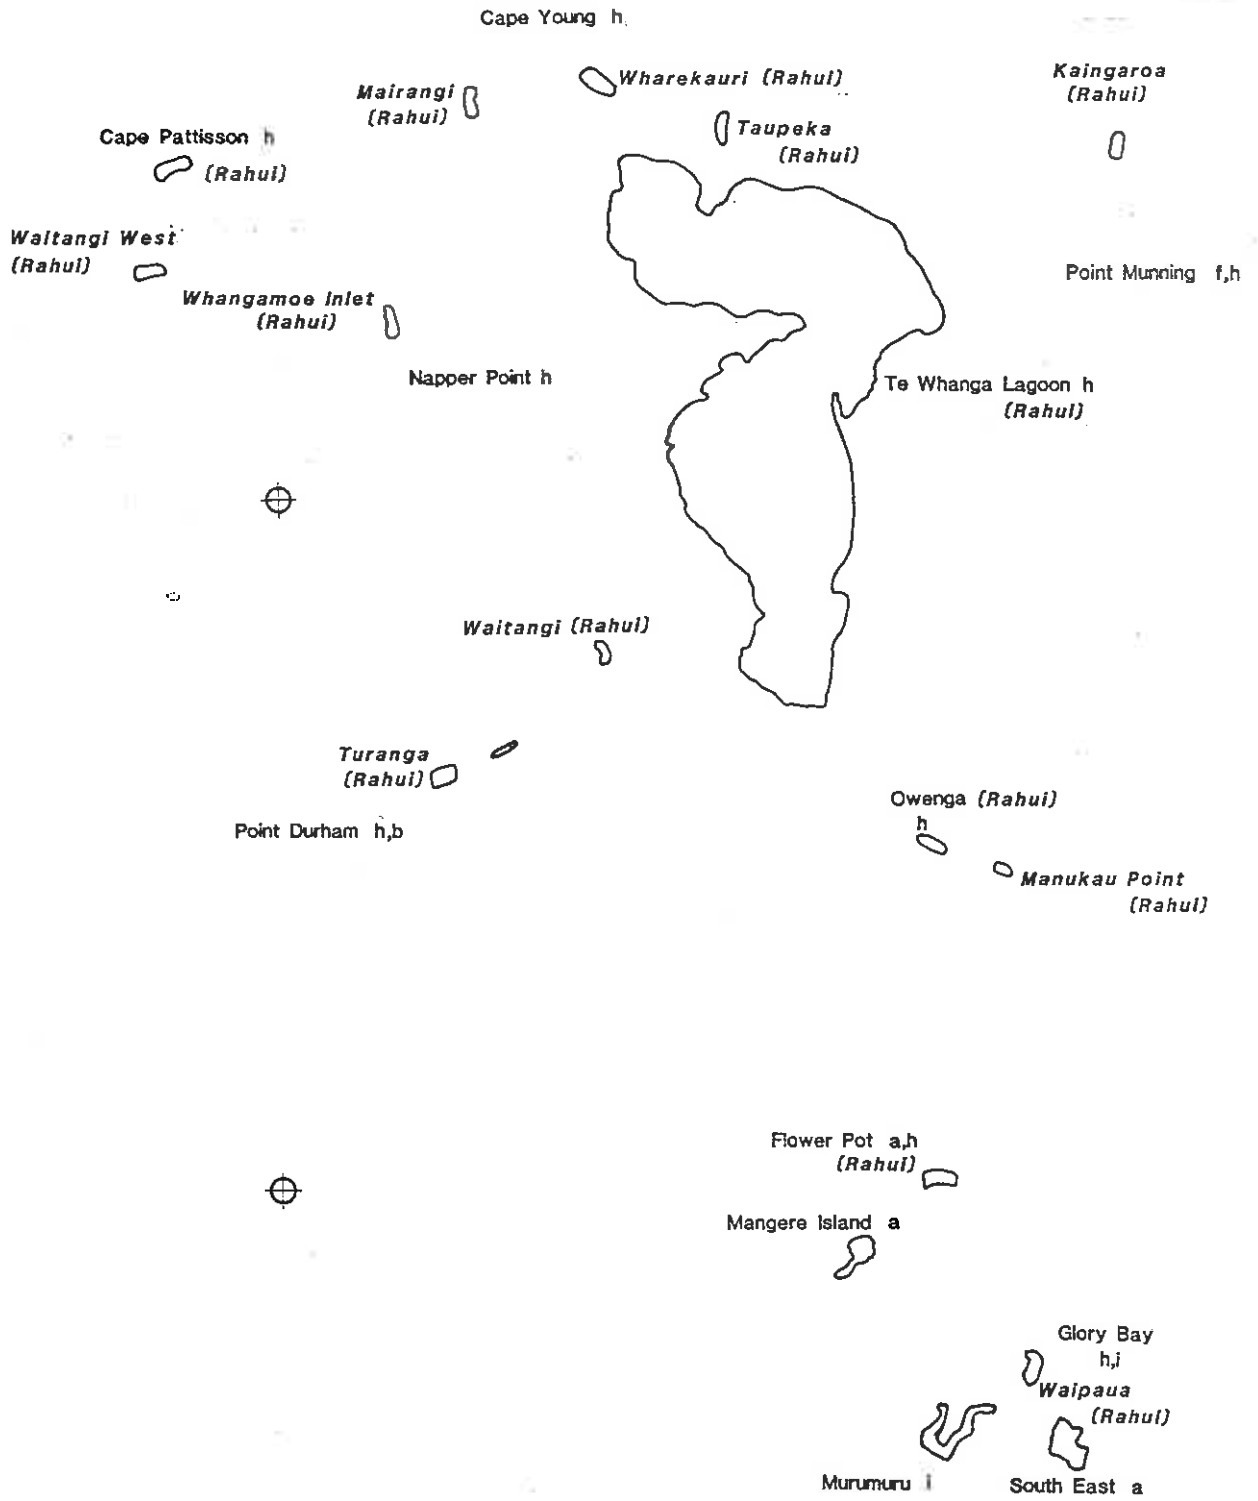 Cape Young h
Mairangi
(Rahui)
Wharekauri (Rahui)
Kaingaroa
(Rahui)
Taupeka
(Rahui)
Cape Pattisson h
(Rahui)
Waitangi West
(Rahui)
Whangamoe Inlet
(Rahui)
Point Munning f,h
Napper Point h
Te Whanga Lagoon h
(Rahui)
Waitangi (Rahui)
Turanga
(Rahui)
Point Durham h,b
Owenga (Rahui)
h
Manukau Point
(Rahui)
Flower Pot a,h
(Rahui)
Mangere Island a
Glory Bay
h,i
Waipaua
(Rahui)
Murumuru i
South East a